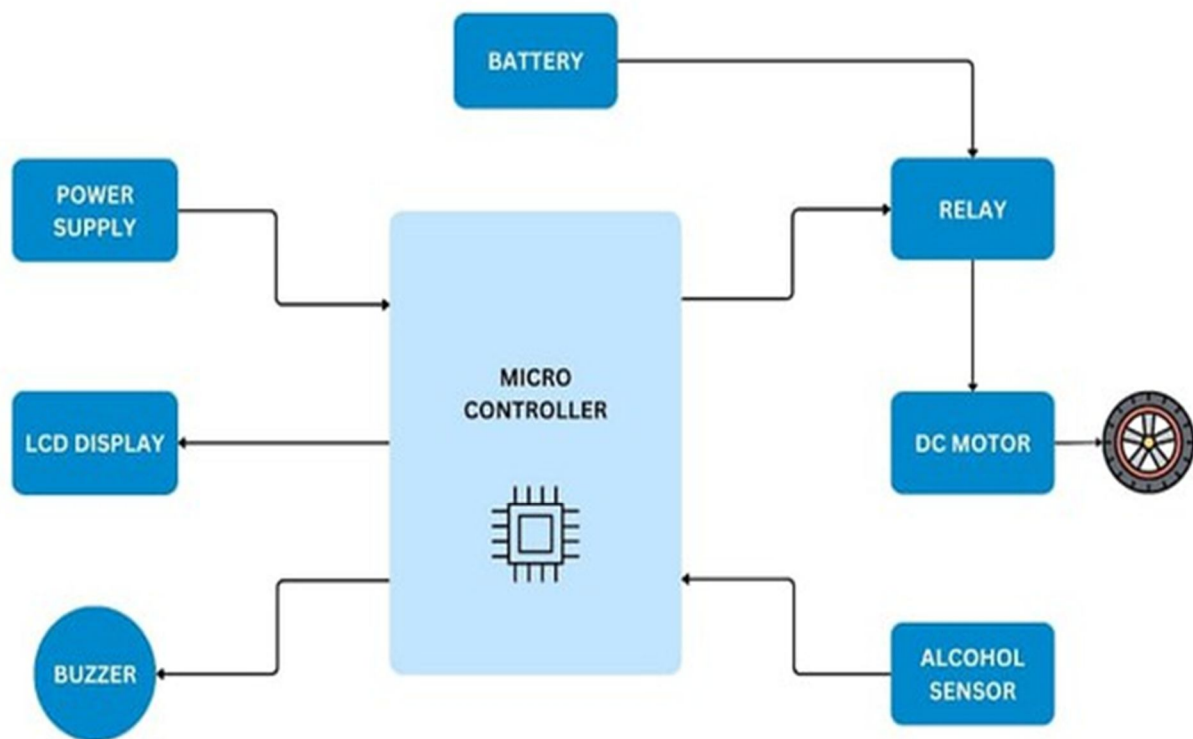 BATTERY
POWER
SUPPLY
RELAY
MICRO
CONTROLLER
LCD DISPLAY
DC MOTOR
BUZZER
ALCOHOL
SENSOR